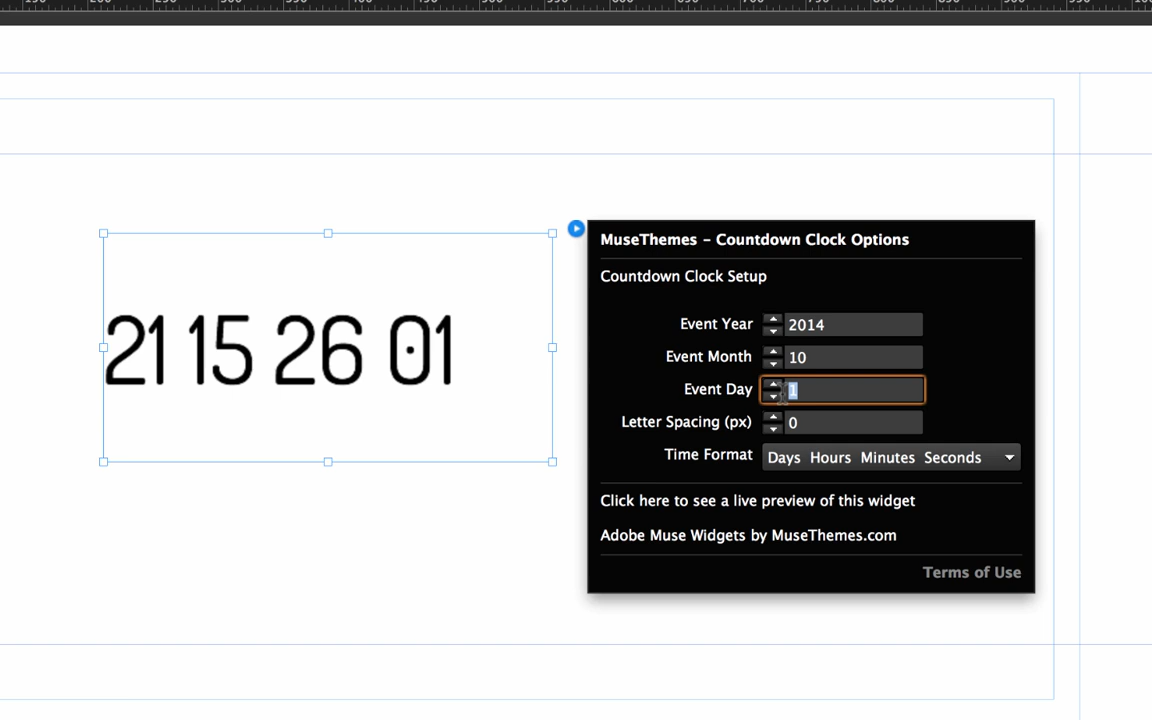 21 15 26 01
MuseThemes – Countdown Clock Options
Countdown Clock Setup
Event Year 2014
Event Month 10
Event Day 1
Letter Spacing (px) 0
Time Format Days Hours Minutes Seconds
Click here to see a live preview of this widget
Adobe Muse Widgets by MuseThemes.com
Terms of Use